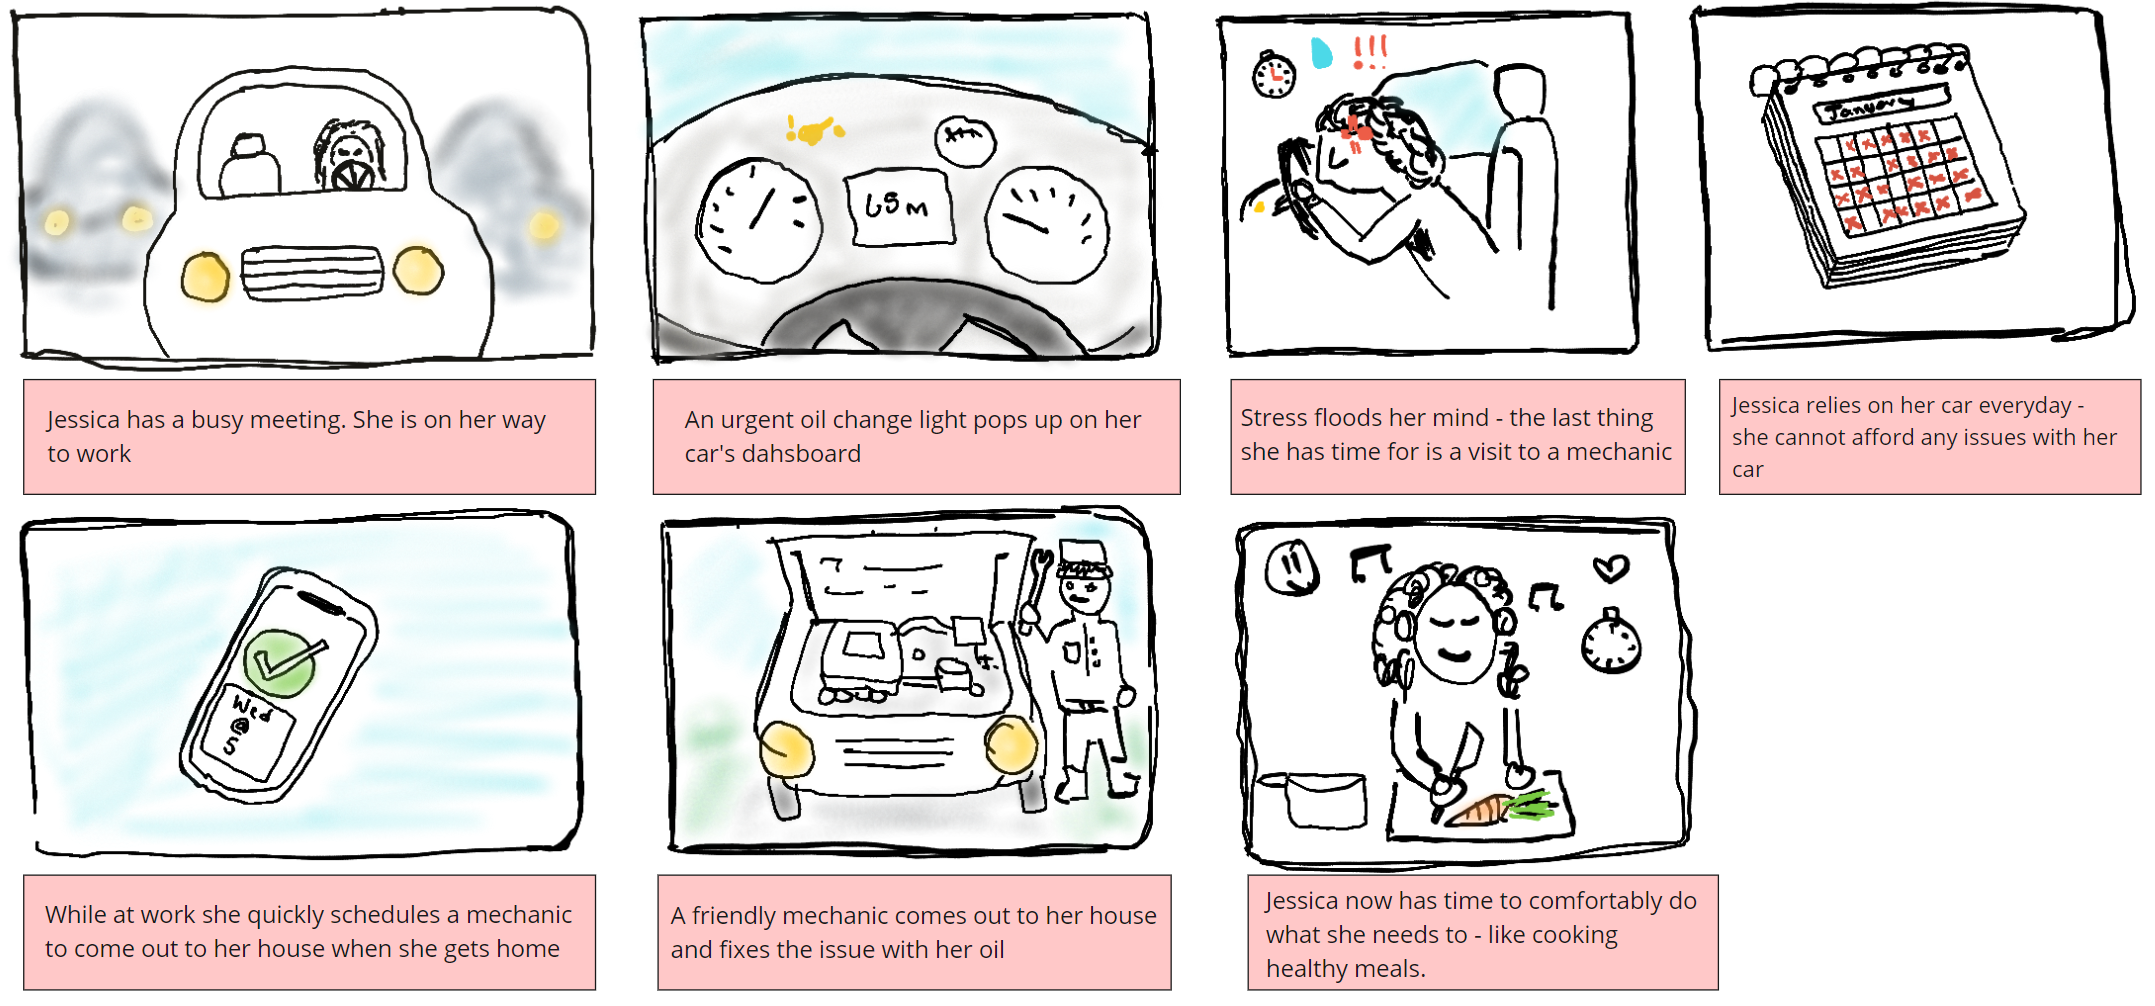 L9m
January
Jessica has a busy meeting. She is on her way
to work
An urgent oil change light pops up on her
car's dahsboard
Stress floods her mind - the last thing
she has time for is a visit to a mechanic
Jessica relies on her car everyday -
she cannot afford any issues with her
car
Wed
@
5
While at work she quickly schedules a mechanic
to come out to her house when she gets home
A friendly mechanic comes out to her house
and fixes the issue with her oil
Jessica now has time to comfortably do
what she needs to - like cooking
healthy meals.